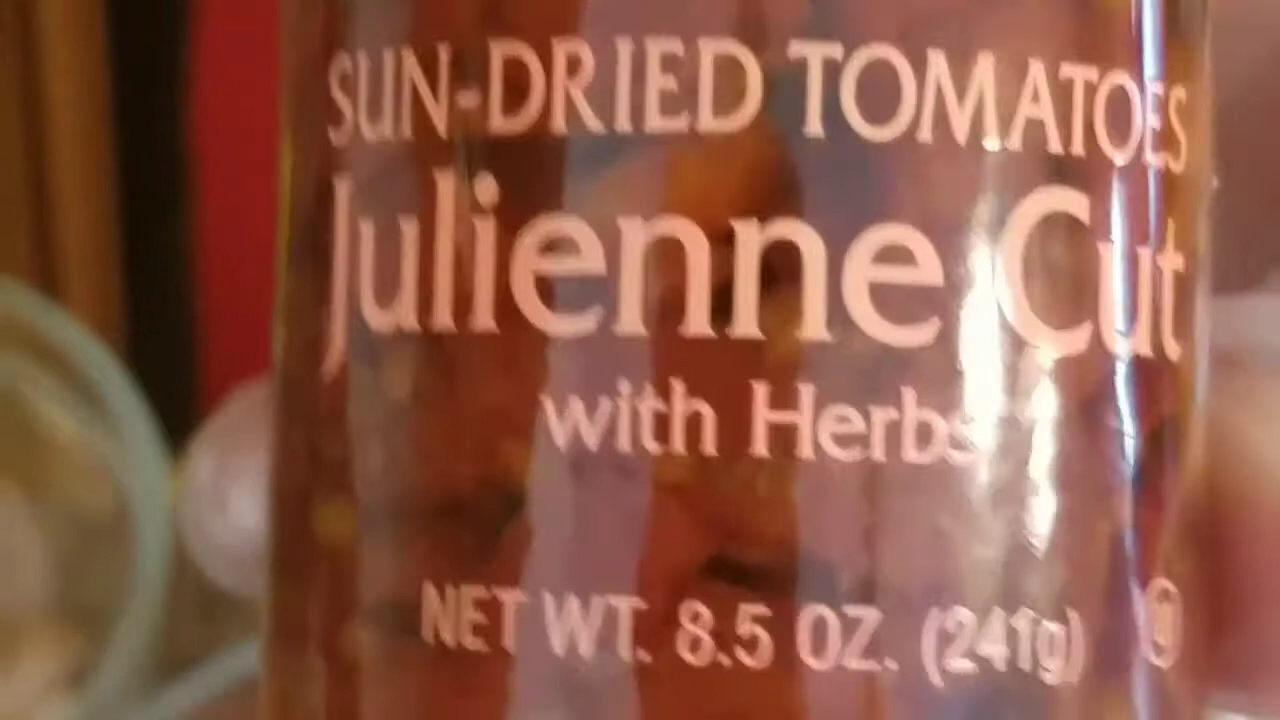 SUN-DRIED TOMATOES
Julienne Cut
with Herbs
NET WT. 8.5 OZ. (241g)